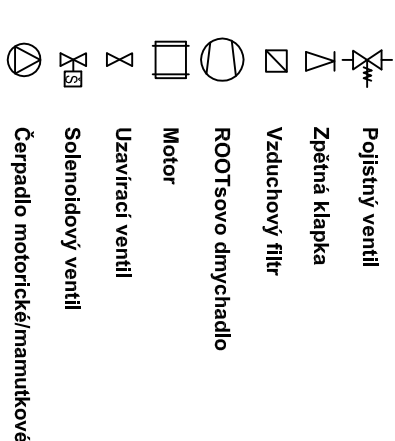 Pojistný ventil
Zpětná klapka
Vzduchový filtr
ROOTsovo dmychadlo
Motor
Uzavírací ventil
Š
Solenoidový ventil
Čerpadlo motorické/mamutkové